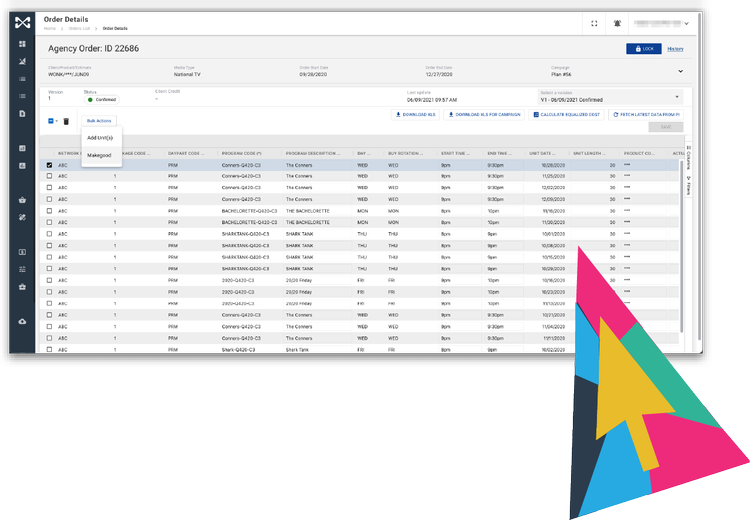 Order Details
Home > Orders List > Order Details
Agency Order: ID 22686
LOCK History
Client/Product/Estimate Media Type Order Start Date Order End Date Campaign
WONK/***/JUN09 National TV 09/28/2020 12/27/2020 Plan #96
Version Status Client Credit Last update Select a version
1 Confirmed – 06/09/2021 09:57 AM V1 - 06/09/2021 Confirmed
Bulk Actions DOWNLOAD XLS DOWNLOAD XLS FOR CAMPAIGN CALCULATE EQUALIZED COST FETCH LATEST DATA FROM PI
SAVE
Add Unit(s)
Makegood
NETWORK DAYPART CODE ... PROGRAM CODE (*) PROGRAM DESCRIPTION ... DAY ... BUY ROTATION ... START TIME ... END TIME ... UNIT DATE ... UNIT LENGTH ... PRODUCT CO... ACTU
Columns
Filters
ABC PRM Conners-Q420-C3 The Conners WED WED 9pm 9:30pm 10/28/2020 30 ***
ABC 1 PRM Conners-Q420-C3 The Conners WED WED 9pm 9:30pm 11/25/2020 30 ***
ABC 1 PRM Conners-Q420-C3 The Conners WED WED 9pm 9:30pm 12/02/2020 30 ***
ABC 1 PRM Conners-Q420-C3 The Conners WED WED 9pm 9:30pm 12/09/2020 30 ***
ABC 1 PRM BACHELORETTE-Q420-C3 THE BACHELORETTE MON MON 8pm 10pm 11/16/2020 30 ***
ABC 1 PRM BACHELORETTE-Q420-C3 THE BACHELORETTE MON MON 8pm 10pm 11/30/2020 30 ***
ABC 1 PRM SHARKTANK-Q420-C3 SHARK TANK THU THU 8pm 9pm 10/01/2020 30 ***
ABC 1 PRM SHARKTANK-Q420-C3 SHARK TANK THU THU 8pm 9pm 10/08/2020 30 ***
ABC 1 PRM SHARKTANK-Q420-C3 SHARK TANK THU THU 8pm 9pm 10/15/2020 30 ***
ABC 1 PRM SHARKTANK-Q420-C3 SHARK TANK THU THU 8pm 9pm 10/29/2020 30 ***
ABC 1 PRM 2020-Q420-C3 20/20 Friday FRI FRI 9pm 10pm 10/16/2020 30 ***
ABC 1 PRM 2020-Q420-C3 20/20 Friday FRI FRI 9pm 10pm 10/23/2020 ***
ABC 1 PRM 2020-Q420-C3 20/20 Friday FRI FRI 9pm 10pm
ABC 1 PRM Conners-Q420-C3 The Conners WED WED 9pm 9:30pm 10/21/2020
ABC 1 PRM Conners-Q420-C3 The Conners WED WED 9pm 9:30pm 11/04/2020
ABC 1 PRM Conners-Q420-C3 The Conners WED WED 9pm 9:30pm 11/11/2020
ABC 1 PRM Shark-Q420-C3 Shark Tank FRI FRI 8pm 9pm 10/02/2020